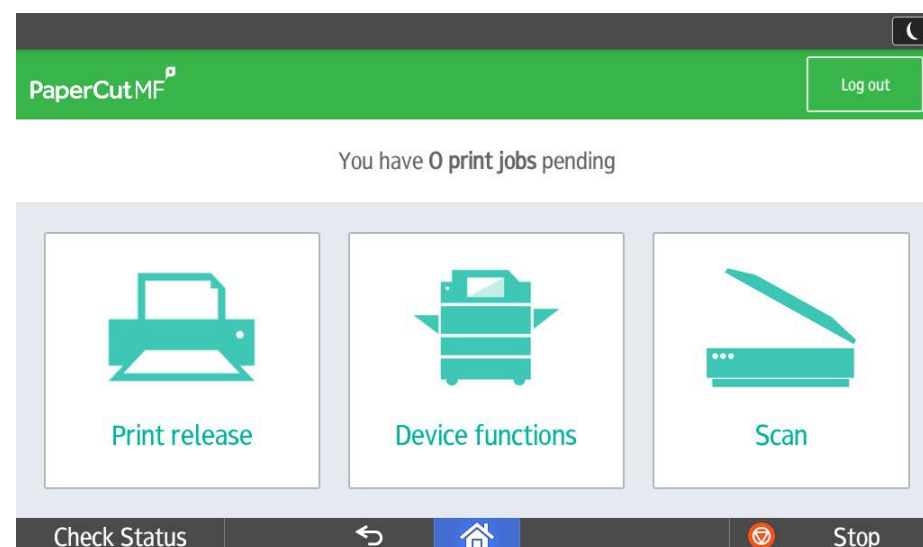 PaperCut MF
Log out
You have 0 print jobs pending
Print release
Device functions
Scan
Check Status
Stop